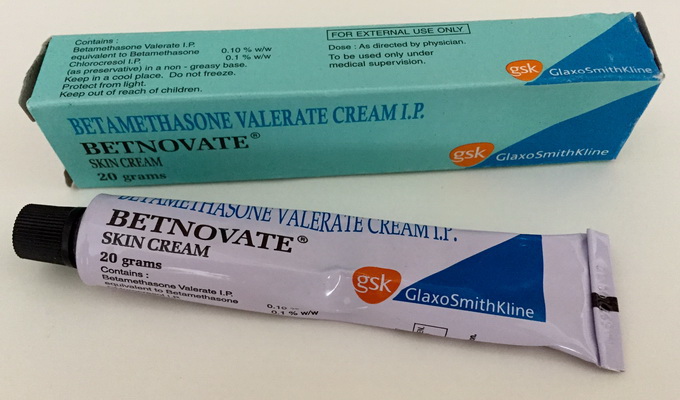 Contains :
Betamethasone Valerate I.P.
equivalent to Betamethasone 0.10 % w/w
Chlorocresol I.P. 0.1 % w/w
(as preservative) in a non - greasy base.
Keep in a cool place. Do not freeze.
Protect from light.
Keep out of reach of children.
FOR EXTERNAL USE ONLY
Dose : As directed by physician.
To be used only under
medical supervision.
gsk GlaxoSmithKline
BETAMETHASONE VALERATE CREAM I.P.
BETNOVATE®
SKIN CREAM
20 grams
gsk GlaxoSmithKline
BETAMETHASONE VALERATE CREAM I.P.
BETNOVATE®
SKIN CREAM
20 grams
Contains :
Betamethasone Valerate I.P.
equivalent to Betamethasone 0.10
I.P. 0.1 % w/w
gsk GlaxoSmithKline